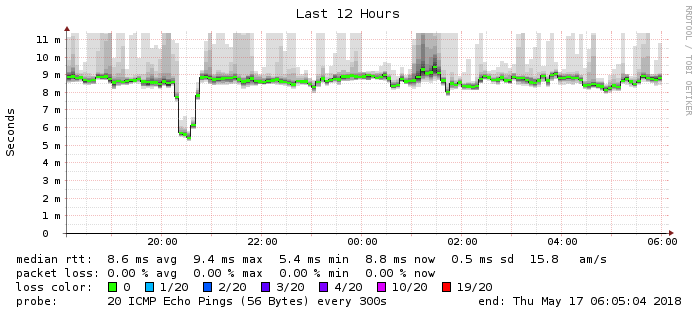 Last 12 Hours
RRDTOOL / TOBI OETIKER
Seconds
11 m
10 m
9 m
8 m
7 m
6 m
5 m
4 m
3 m
2 m
1 m
0
20:00 22:00 00:00 02:00 04:00 06:00
median rtt: 8.6 ms avg 9.4 ms max 5.4 ms min 8.8 ms now 0.5 ms sd 15.8 am/s
packet loss: 0.00 % avg 0.00 % max 0.00 % min 0.00 % now
loss color: 0 1/20 2/20 3/20 4/20 10/20 19/20
probe: 20 ICMP Echo Pings (56 Bytes) every 300s end: Thu May 17 06:05:04 2018